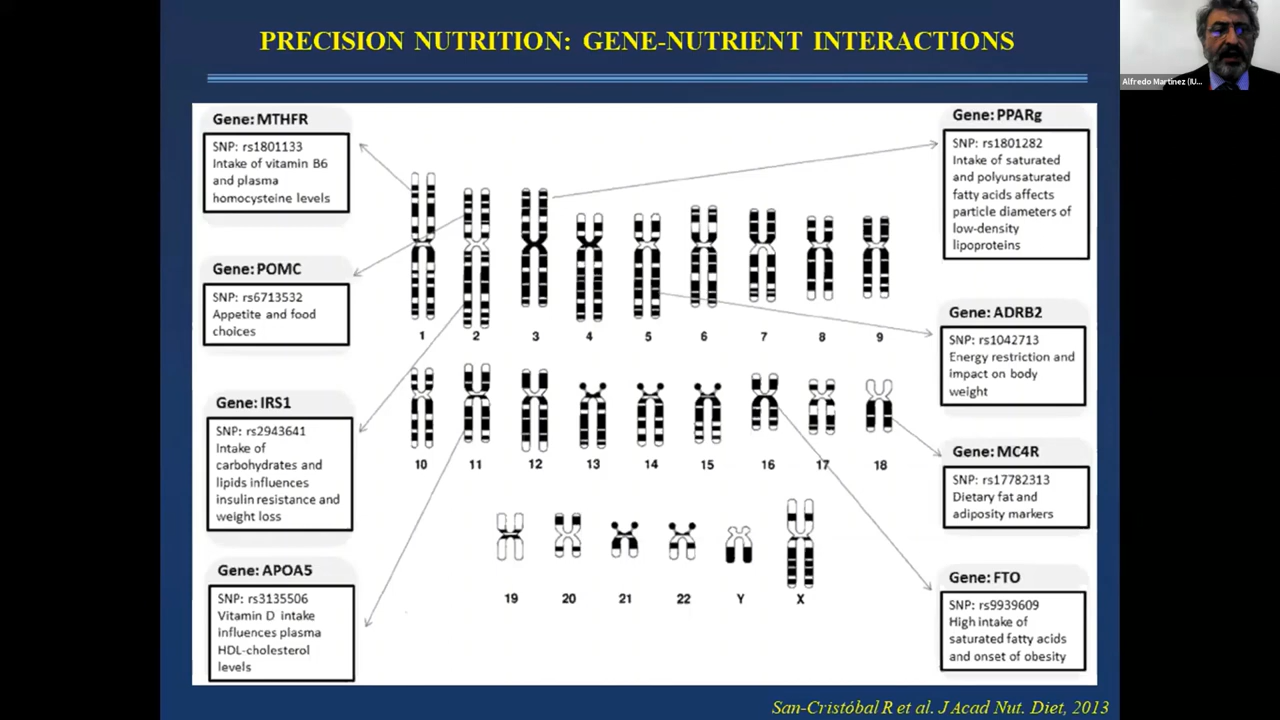 PRECISION NUTRITION: GENE-NUTRIENT INTERACTIONS
Alfredo Martínez (IU...
Gene: MTHFR
SNP: rs1801133
Intake of vitamin B6
and plasma
homocysteine levels
Gene: POMC
SNP: rs6713532
Appetite and food
choices
Gene: IRS1
SNP: rs2943641
Intake of
carbohydrates and
lipids influences
insulin resistance and
weight loss
Gene: APOA5
SNP: rs3135506
Vitamin D intake
influences plasma
HDL-cholesterol
levels
1 2 3 4 5 6 7 8 9
10 11 12 13 14 15 16 17 18
19 20 21 22 Y X
Gene: PPARg
SNP: rs1801282
Intake of saturated
and polyunsaturated
fatty acids affects
particle diameters of
low-density
lipoproteins
Gene: ADRB2
SNP: rs1042713
Energy restriction and
impact on body
weight
Gene: MC4R
SNP: rs17782313
Dietary fat and
adiposity markers
Gene: FTO
SNP: rs9939609
High intake of
saturated fatty acids
and onset of obesity
San-Cristóbal R et al. J Acad Nut. Diet, 2013